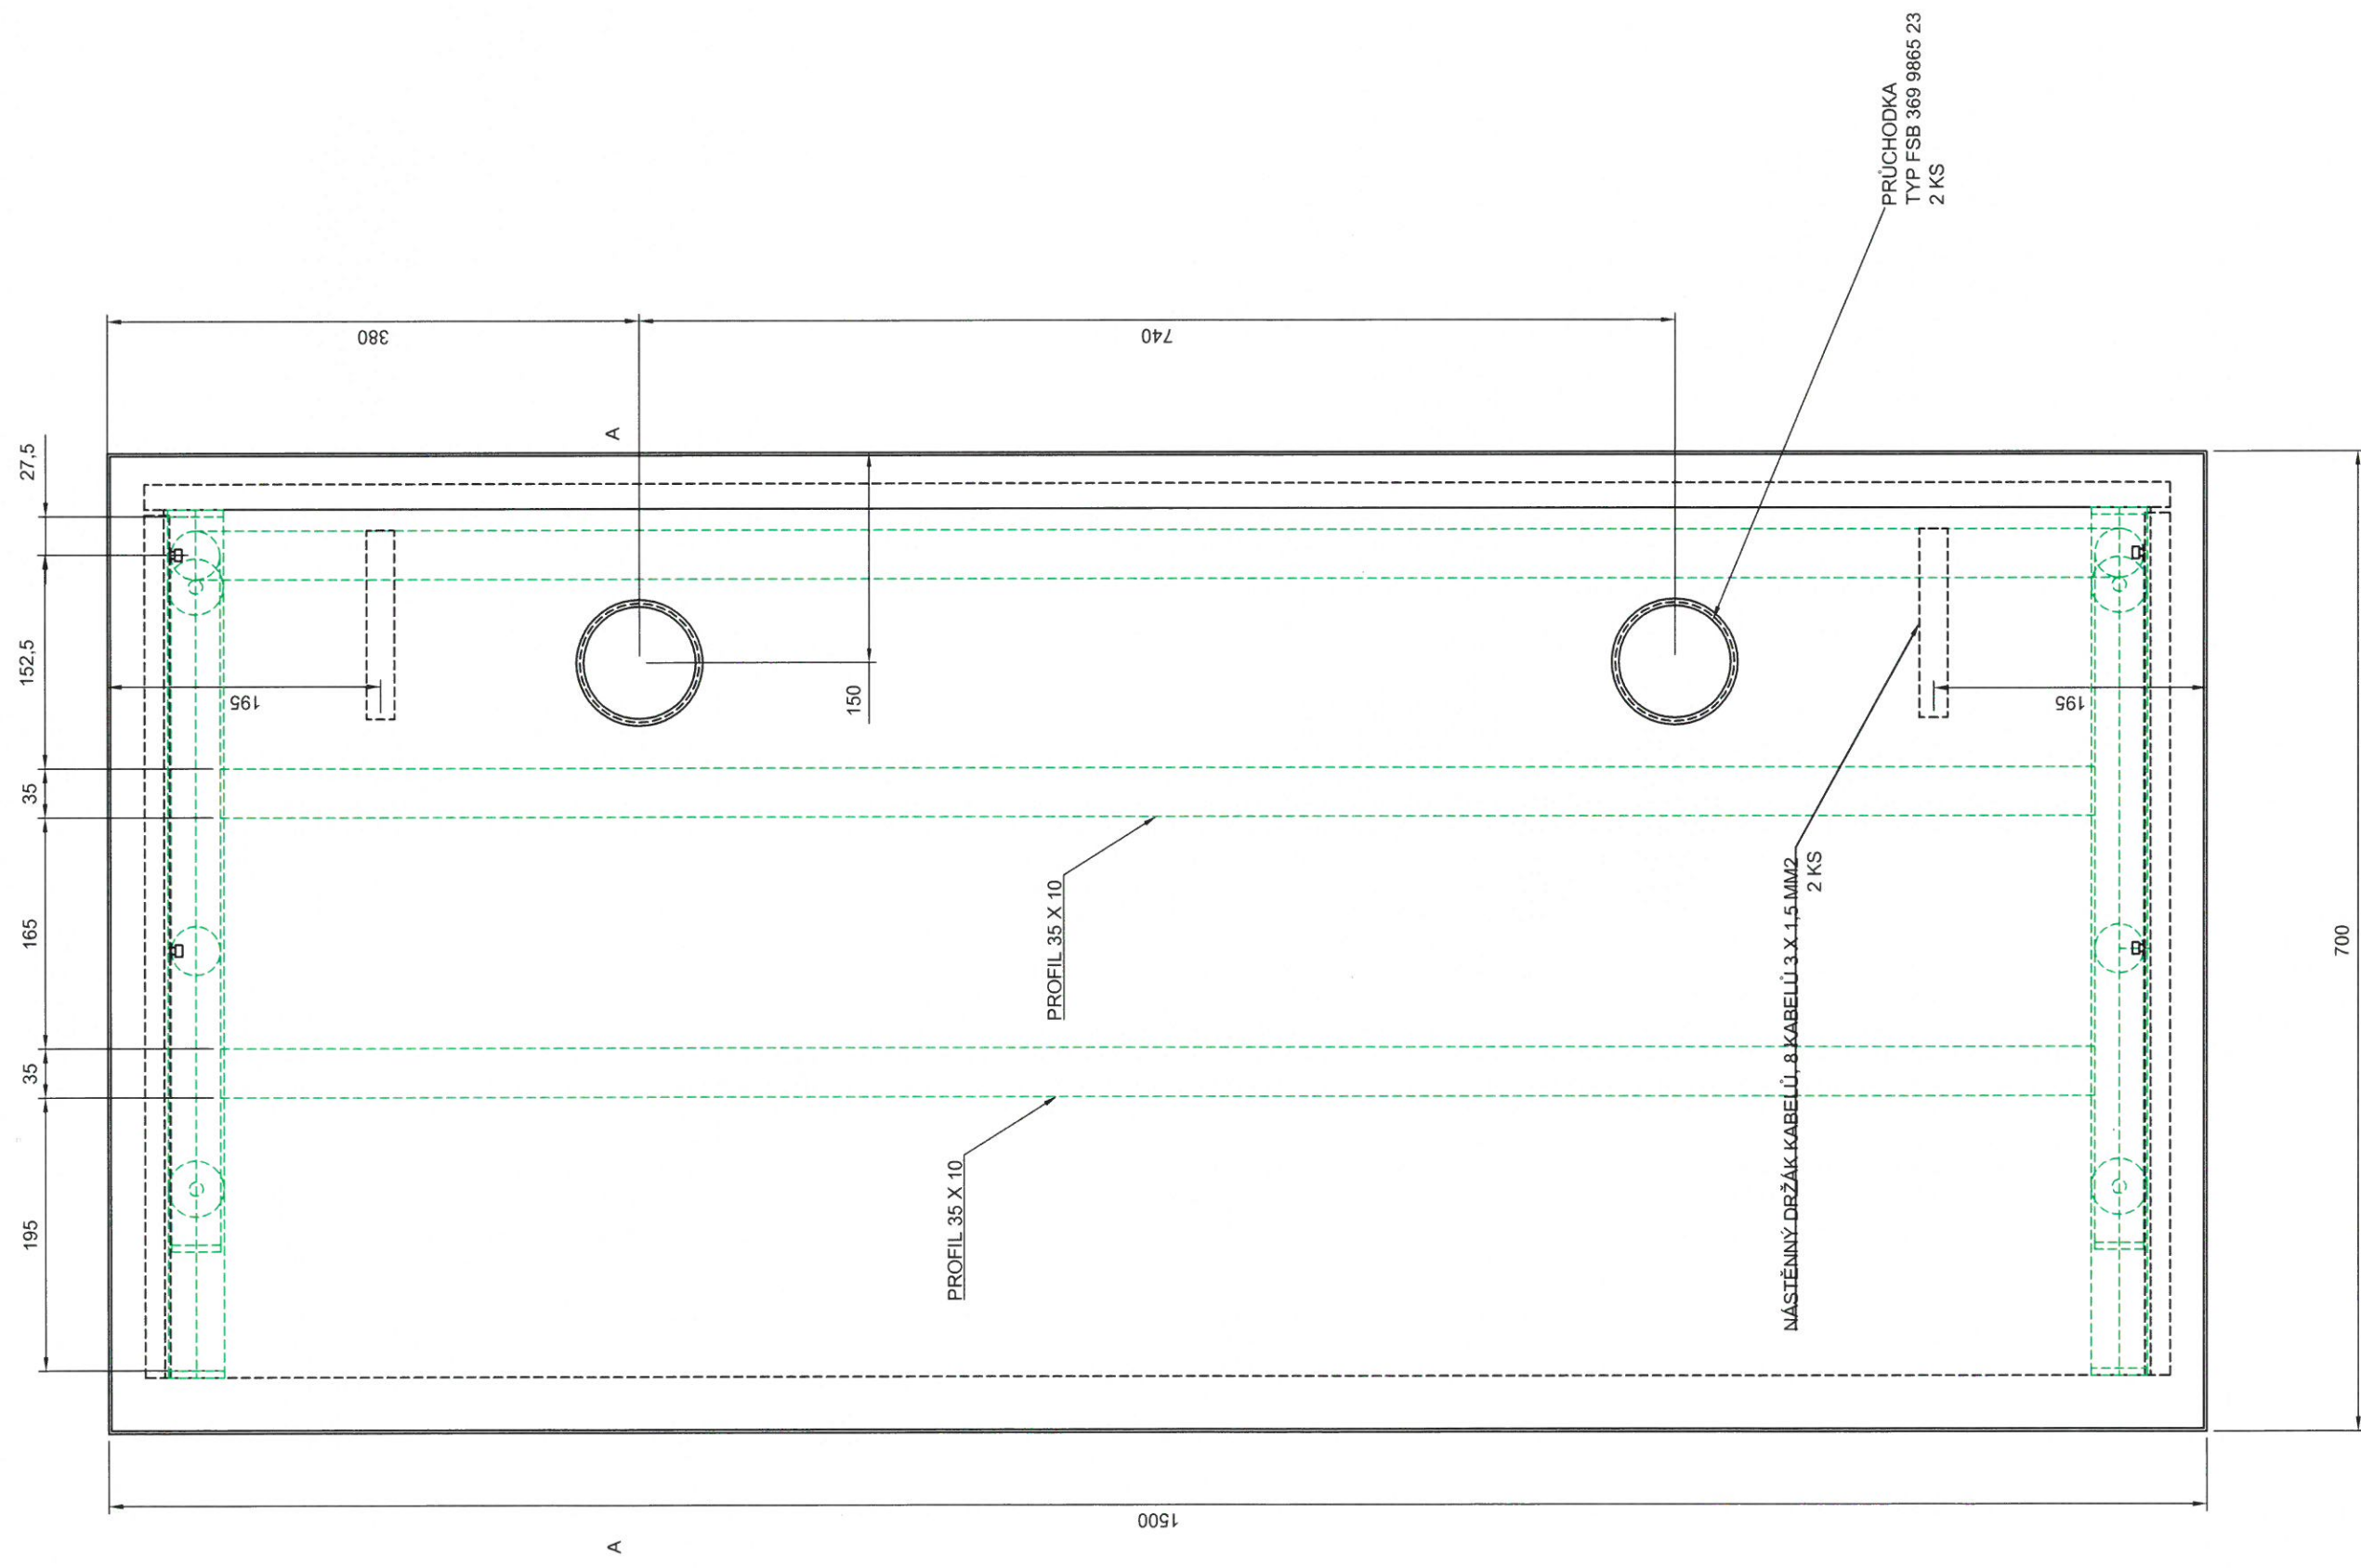 27,5
152,5
35
165
35
195
380
740
A
195
150
195
PRŮCHODKA
TYP FSB 369 9865 23
2 KS
PROFIL 35 X 10
PROFIL 35 X 10
NÁSTĚNNÝ DRŽÁK KABELŮ, 8 KABELŮ 3 X 1,5 MM2
2 KS
700
1500
A